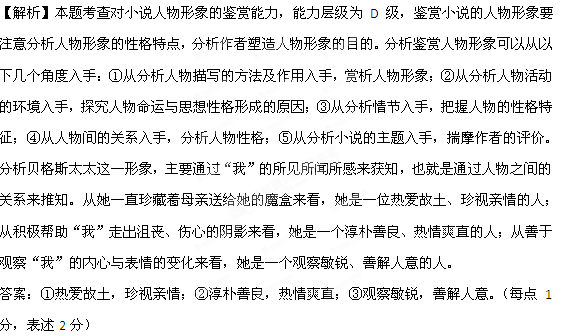 【解析】本题考查对小说人物形象的鉴赏能力，能力层级为 D 级，鉴赏小说的人物形象要
注意分析人物形象的性格特点，分析作者塑造人物形象的目的。分析鉴赏人物形象可以从以
下几个角度入手：①从分析人物描写的方法及作用入手，赏析人物形象；②从分析人物活动
的环境入手，探究人物命运与思想性格形成的原因；③从分析情节入手，把握人物的性格特
征；④从人物间的关系入手，分析人物性格；⑤从分析小说的主题入手，揣摩作者的评价。
分析贝格斯太太这一形象，主要通过“我”的所见所闻所感来获知，也就是通过人物之间的
关系来推知。从她一直珍藏着母亲送给她的魔盒来看，她是一位热爱故土、珍视亲情的人；
从积极帮助“我”走出沮丧、伤心的阴影来看，她是一个淳朴善良、热情爽直的人；从善于
观察“我”的内心与表情的变化来看，她是一个观察敏锐、善解人意的人。
答案：①热爱故土，珍视亲情；②淳朴善良，热情爽直；③观察敏锐，善解人意。（每点 1
分，表述 2 分）